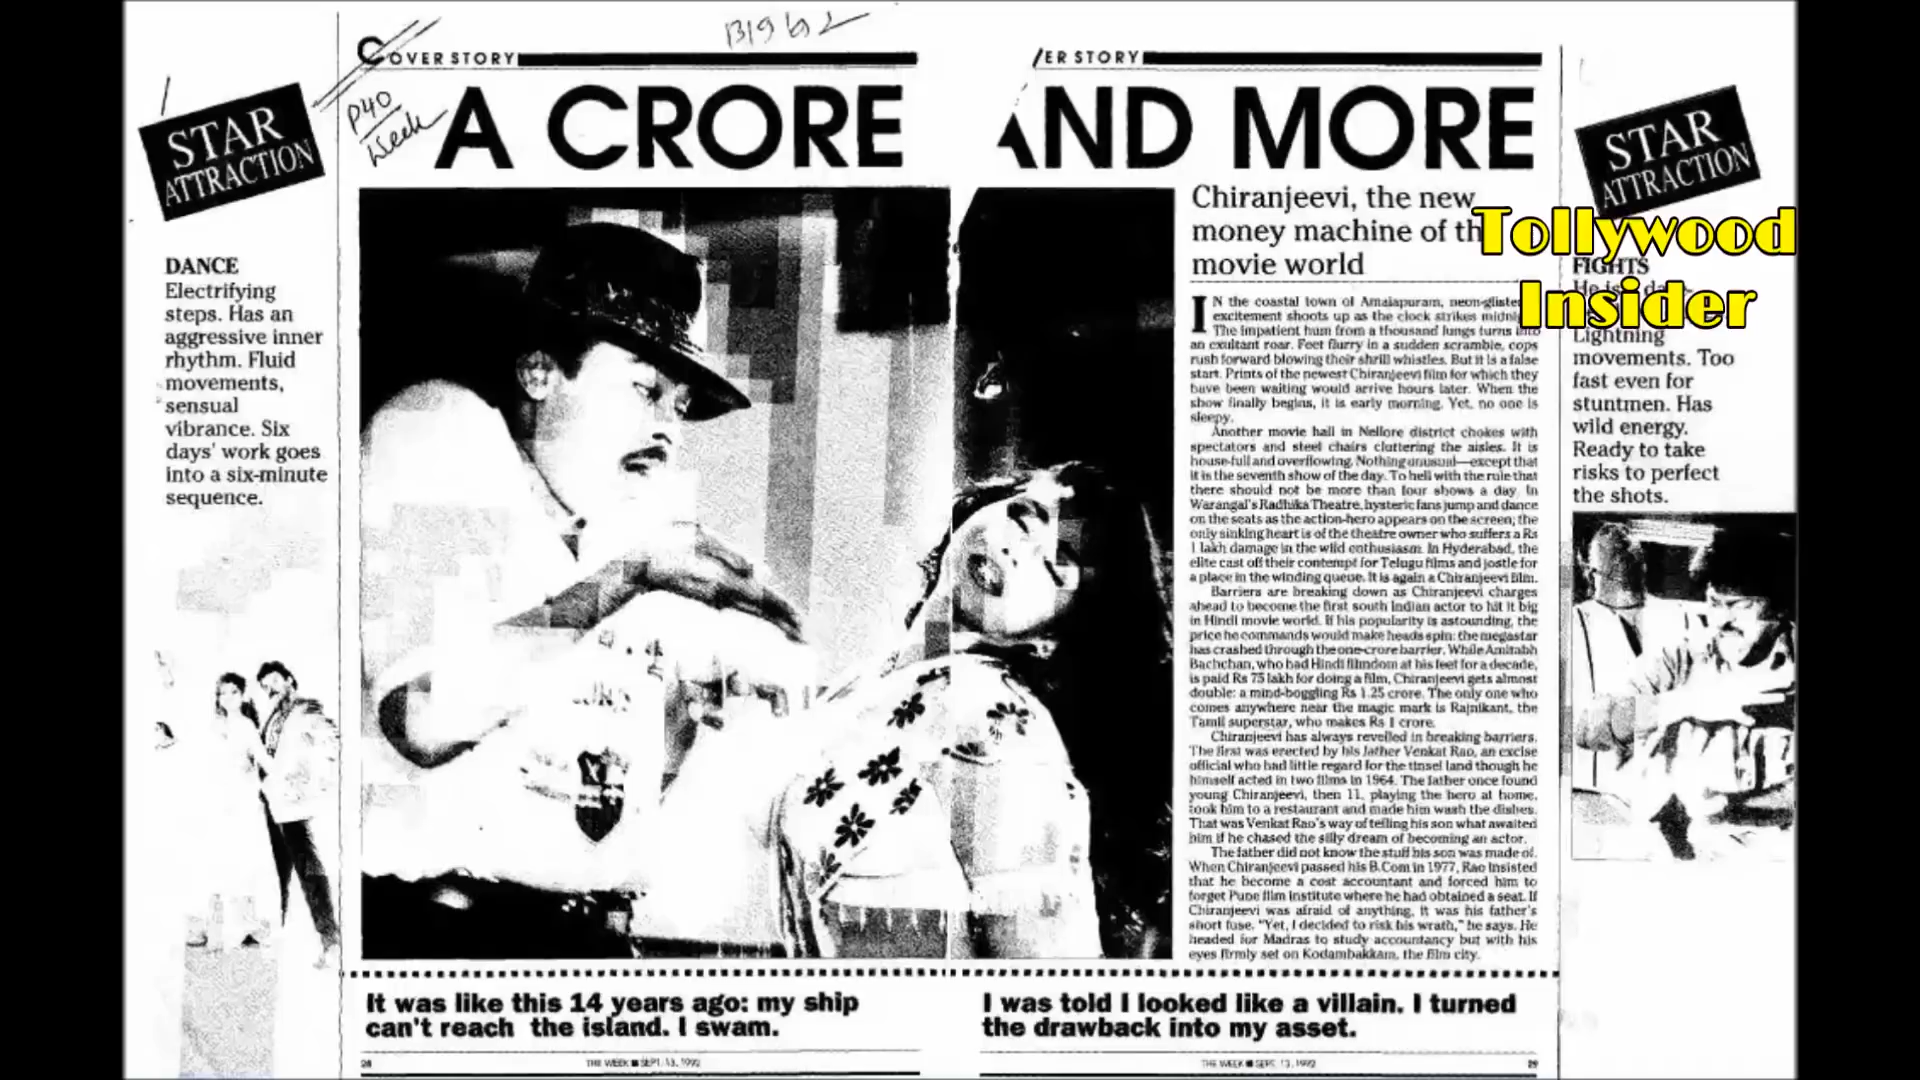 B1962
COVER STORY
P40
Week
A CRORE
/ER STORY
AND MORE
STAR
ATTRACTION
DANCE
Electrifying
steps. Has an
aggressive inner
rhythm. Fluid
movements,
sensual
vibrance. Six
days' work goes
into a six-minute
sequence.
Chiranjeevi, the new
money machine of th
movie world
IN the coastal town of Amalapuram, neon-gliste
excitement shoots up as the clock strikes midni
The impatient hum from a thousand lungs turns into
an exultant roar. Feet flurry in a sudden scramble, cops
rush forward blowing their shrill whistles. But it is a false
start. Prints of the newest Chiranjeevi film for which they
have been waiting would arrive hours later. When the
show finally begins, it is early morning. Yet, no one is
sleepy.
Another movie hall in Nellore district chokes with
spectators and steel chairs cluttering the aisles. It is
house-full and overflowing. Nothing unusual—except that
it is the seventh show of the day. To hell with the rule that
there should not be more than four shows a day. In
Warangal's Radhika Theatre, hysteric fans jump and dance
on the seats as the action-hero appears on the screen; the
only sinking heart is of the theatre owner who suffers a Rs
1 lakh damage in the wild enthusiasm. In Hyderabad, the
elite cast off their contempt for Telugu films and jostle for
a place in the winding queue. It is again a Chiranjeevi film.
Barriers are breaking down as Chiranjeevi charges
ahead to become the first south Indian actor to hit it big
in Hindi movie world. If his popularity is astounding, the
price he commands would make heads spin: the megastar
has crashed through the one-crore barrier. While Amitabh
Bachchan, who had Hindi filmdom at his feet for a decade,
is paid Rs 75 lakh for doing a film, Chiranjeevi gets almost
double: a mind-boggling Rs 1.25 crore. The only one who
comes anywhere near the magic mark is Rajnikant, the
Tamil superstar, who makes Rs 1 crore.
Chiranjeevi has always revelled in breaking barriers.
The first was erected by his father Venkat Rao, an excise
official who had little regard for the tinsel land though he
himself acted in two films in 1964. The father once found
young Chiranjeevi, then 11, playing the hero at home,
took him to a restaurant and made him wash the dishes.
That was Venkat Rao's way of telling his son what awaited
him if he chased the silly dream of becoming an actor.
The father did not know the stuff his son was made of.
When Chiranjeevi passed his B.Com in 1977, Rao insisted
that he become a cost accountant and forced him to
forget Pune film institute where he had obtained a seat. If
Chiranjeevi was afraid of anything, it was his father's
short fuse. "Yet, I decided to risk his wrath," he says. He
headed for Madras to study accountancy but with his
eyes firmly set on Kodambakkam, the film city.
STAR
ATTRACTION
Tollywood
Insider
FIGHTS
He is
Lightning
movements. Too
fast even for
stuntmen. Has
wild energy.
Ready to take
risks to perfect
the shots.
It was like this 14 years ago: my ship
can't reach the island. I swam.
I was told I looked like a villain. I turned
the drawback into my asset.
28
THE WEEK ■ SEPT. 13, 1992
THE WEEK ■ SEPT. 13, 1992
29